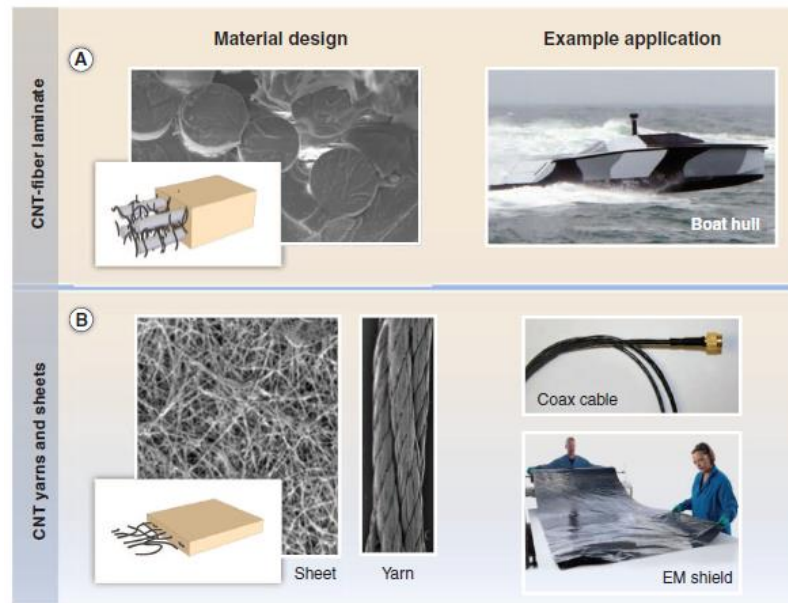 Material design
Example application
A
CNT-fiber laminate
Boat hull
B
CNT yarns and sheets
Coax cable
Sheet
Yarn
EM shield